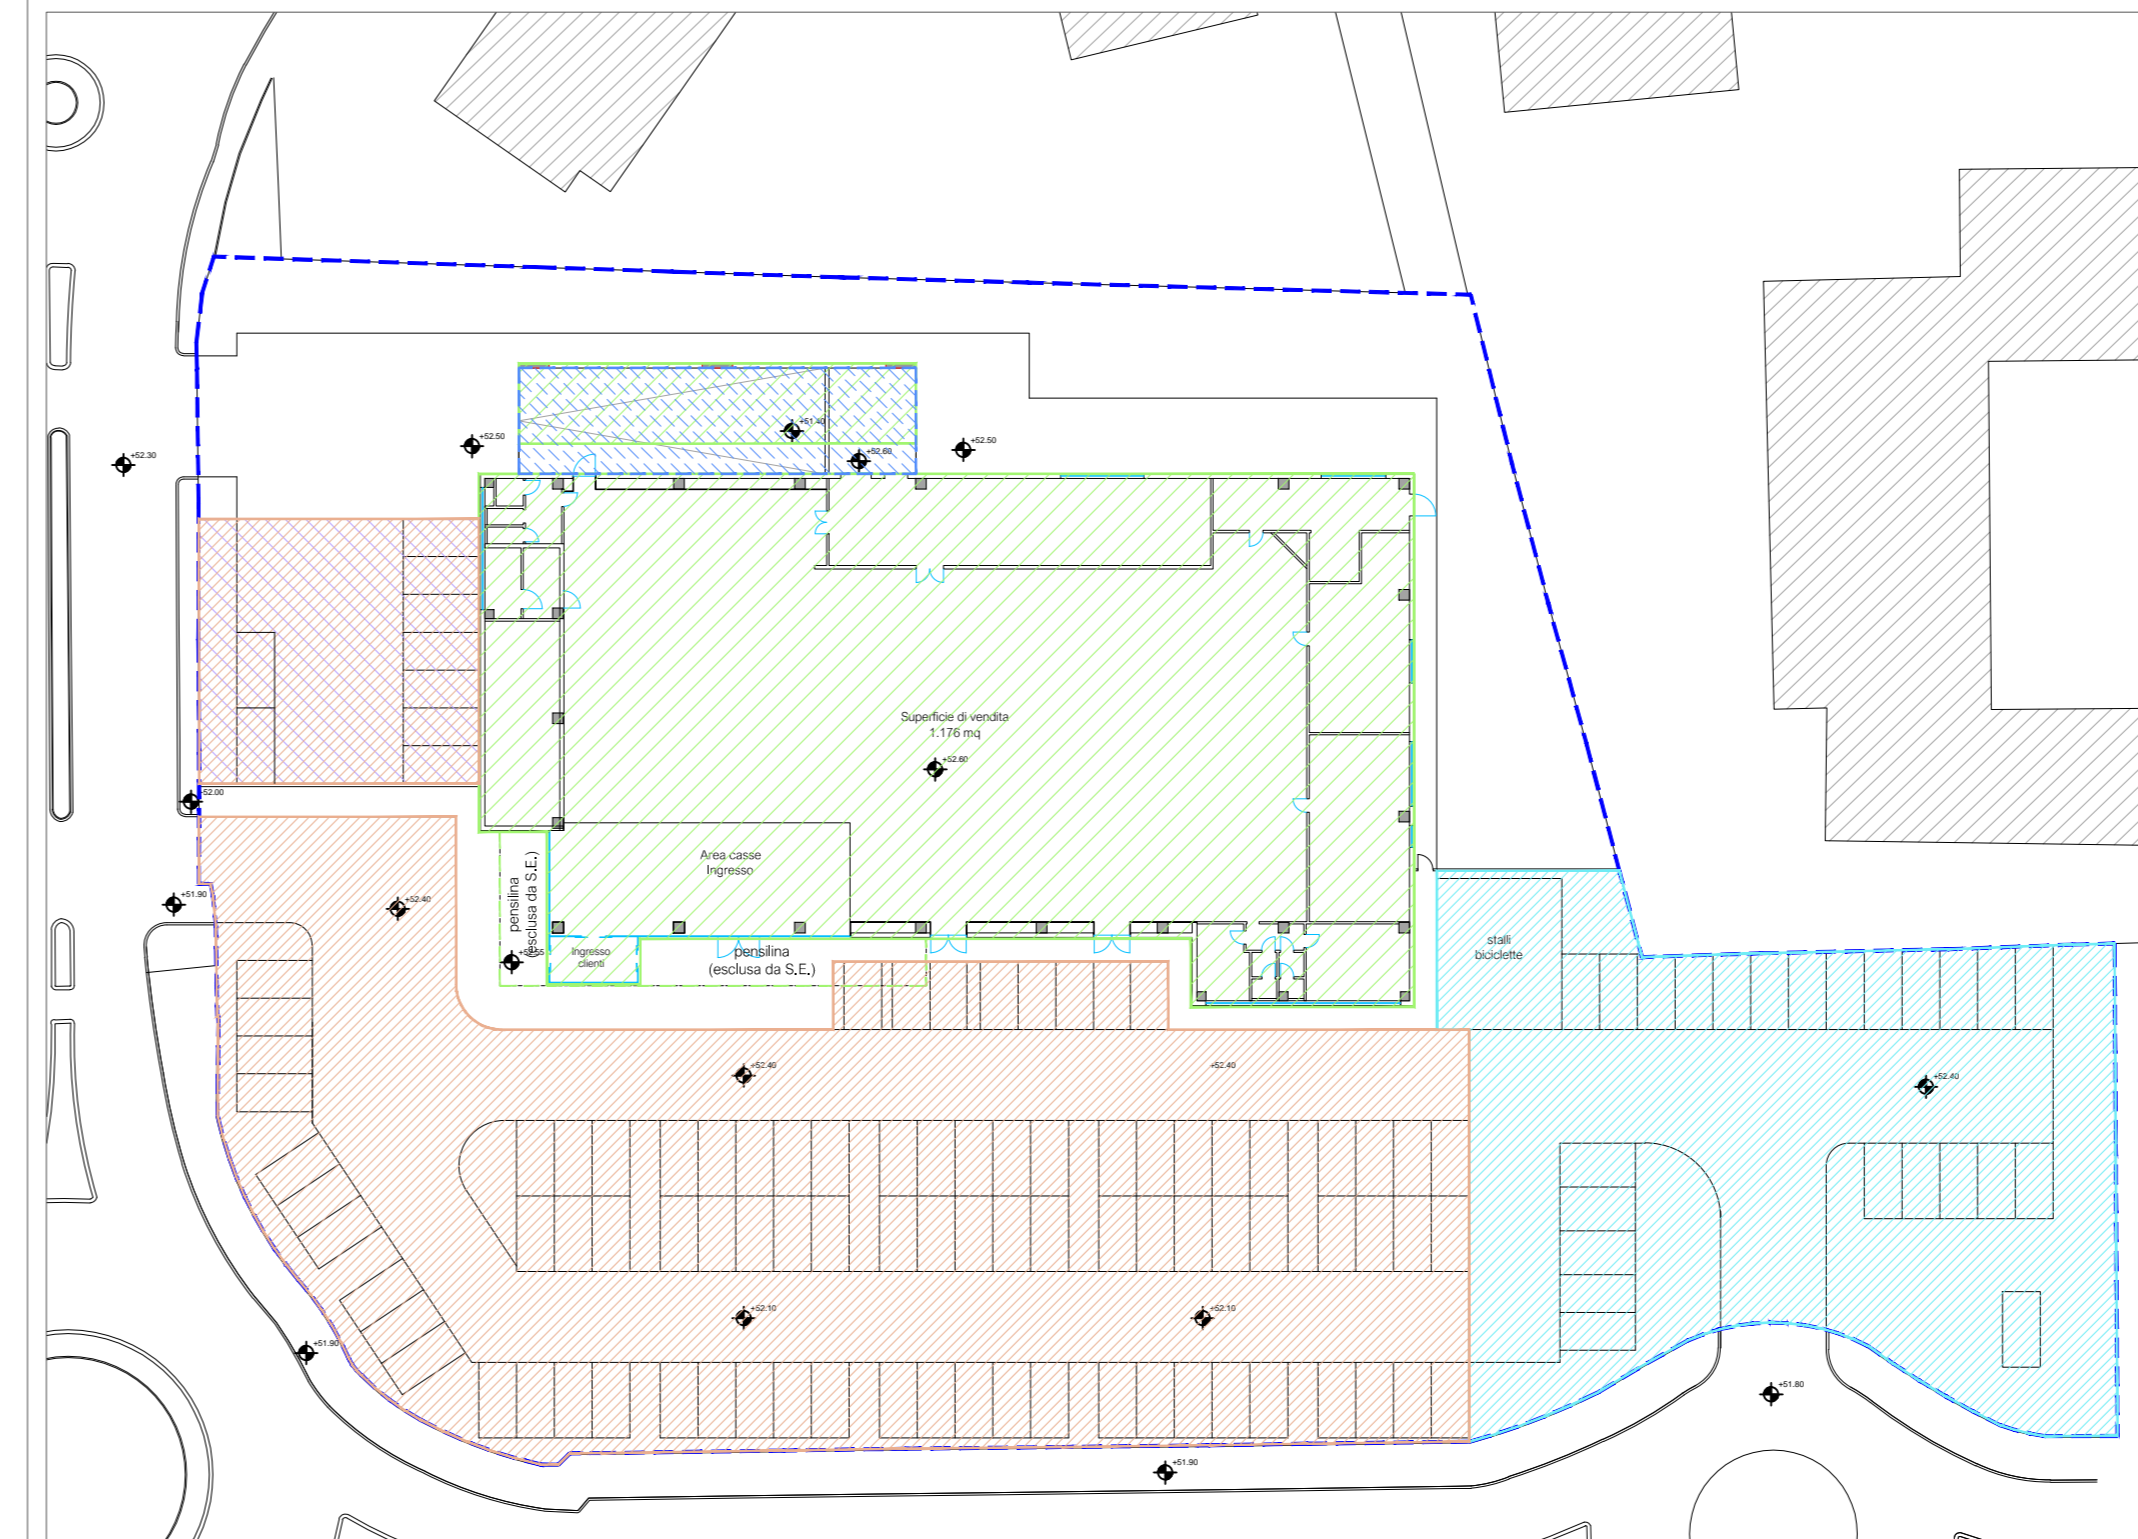 +51.40
+52.50
+52.50
+52.60
+52.30
Superficie di vendita
1.176 mq
+52.60
+52.00
Area casse
Ingresso
pensilina
(esclusa da S.E.)
+51.90
+52.40
Ingresso
clienti
pensilina
(esclusa da S.E.)
stalli
biciclette
+52.40
+52.40
+52.40
+52.10
+52.10
+51.90
+51.80
+51.90